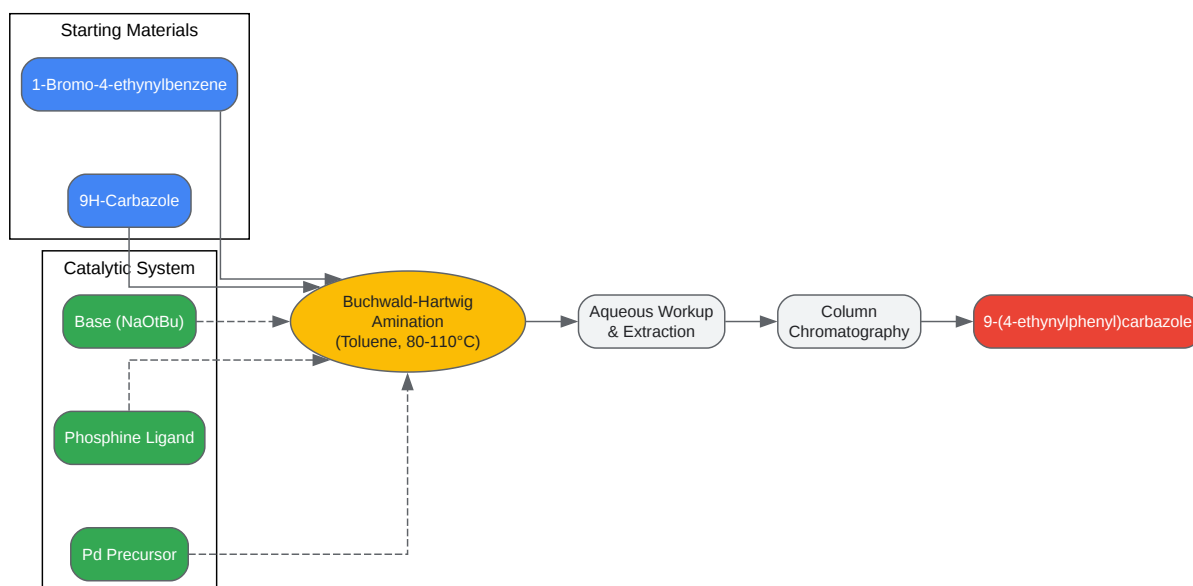 Starting Materials
1-Bromo-4-ethynylbenzene
9H-Carbazole
Catalytic System
Base (NaOtBu)
Phosphine Ligand
Pd Precursor
Buchwald-Hartwig
Amination
(Toluene, 80-110°C)
Aqueous Workup
& Extraction
Column
Chromatography
9-(4-ethynylphenyl)carbazole